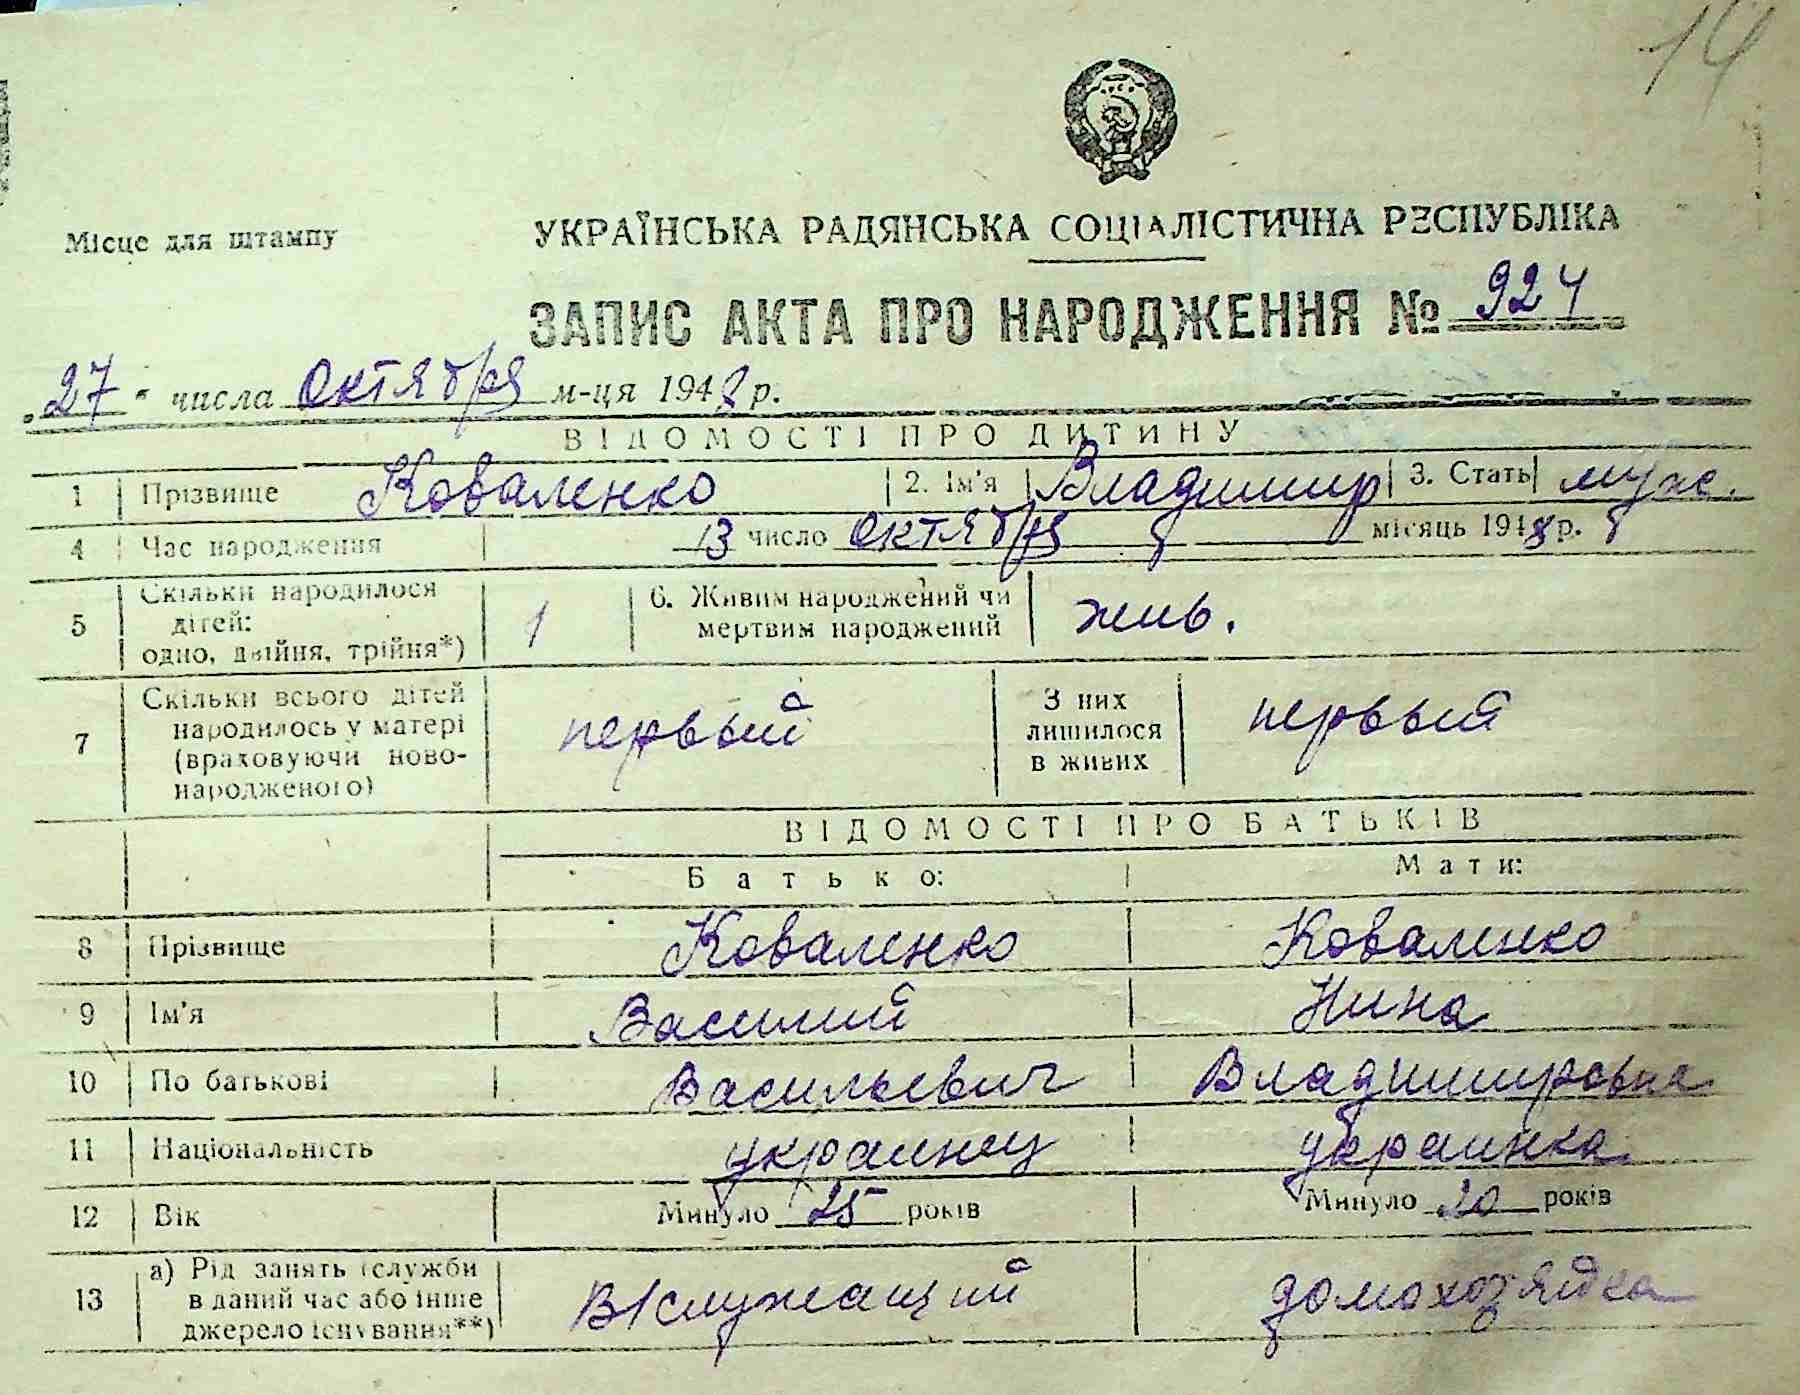 14
Місце для штампу
УКРАЇНСЬКА РАДЯНСЬКА СОЦІАЛІСТИЧНА РЕСПУБЛІКА
ЗАПИС АКТА ПРО НАРОДЖЕННЯ № 924
„27" числа Октября м-ця 1948 р.
ВІДОМОСТІ ПРО ДИТИНУ
1 Прізвище Коваленко 2. Ім'я Владимир 3. Стать муж.
4 Час народження 13 число октября місяць 1948 р.
5 Скільки народилося дітей: одно, двійня, трійня*) 1 6. Живим народжений чи мертвим народжений жив.
7 Скільки всього дітей народилось у матері (враховуючи ново-народженого) первый З них лишилося в живих первый
ВІДОМОСТІ ПРО БАТЬКІВ
Батько: Мати:
8 Прізвище Коваленко Коваленко
9 Ім'я Василий Нина
10 По батькові Васильевич Владимировна
11 Національність украинец украинка
12 Вік Минуло 25 років Минуло 20 років
13 а) Рід занять (служби в даний час або інше джерело існування**) В/служащий домохозяйка